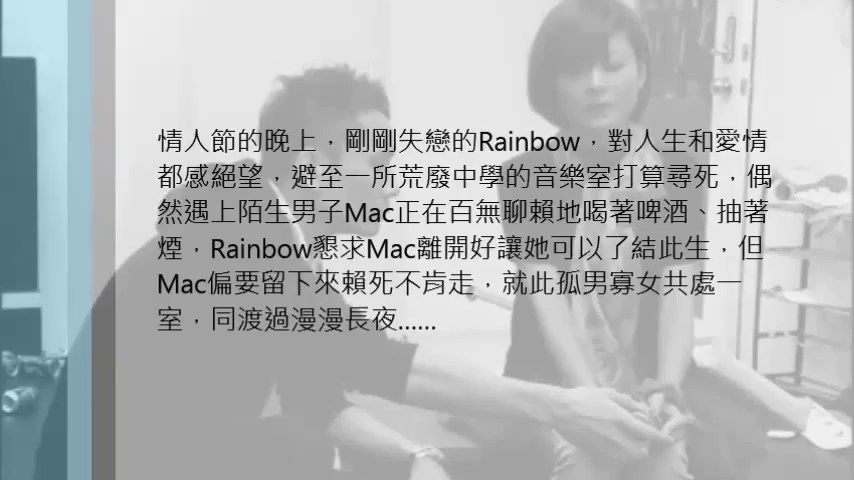 情人節的晚上，剛剛失戀的Rainbow，對人生和愛情
都感絕望，避至一所荒廢中學的音樂室打算尋死，偶
然遇上陌生男子Mac正在百無聊賴地喝著啤酒、抽著
煙，Rainbow懇求Mac離開好讓她可以了結此生，但
Mac偏要留下來賴死不肯走，就此孤男寡女共處一
室，同渡過漫漫長夜……